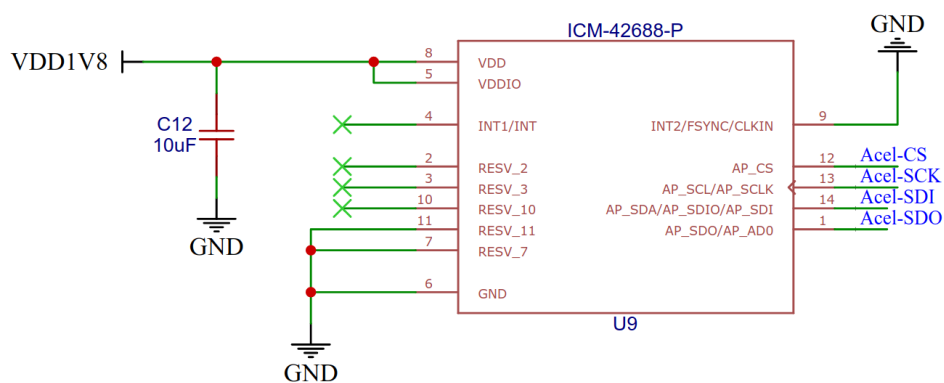 ICM-42688-P
GND
VDD1V8
8 VDD
5 VDDIO
4 INT1/INT
INT2/FSYNC/CLKIN 9
C12
10uF
2 RESV_2
AP_CS 12 Acel-CS
3 RESV_3
AP_SCL/AP_SCLK 13 Acel-SCK
10 RESV_10
AP_SDA/AP_SDIO/AP_SDI 14 Acel-SDI
11 RESV_11
AP_SDO/AP_AD0 1 Acel-SDO
7 RESV_7
GND
6 GND
U9
GND